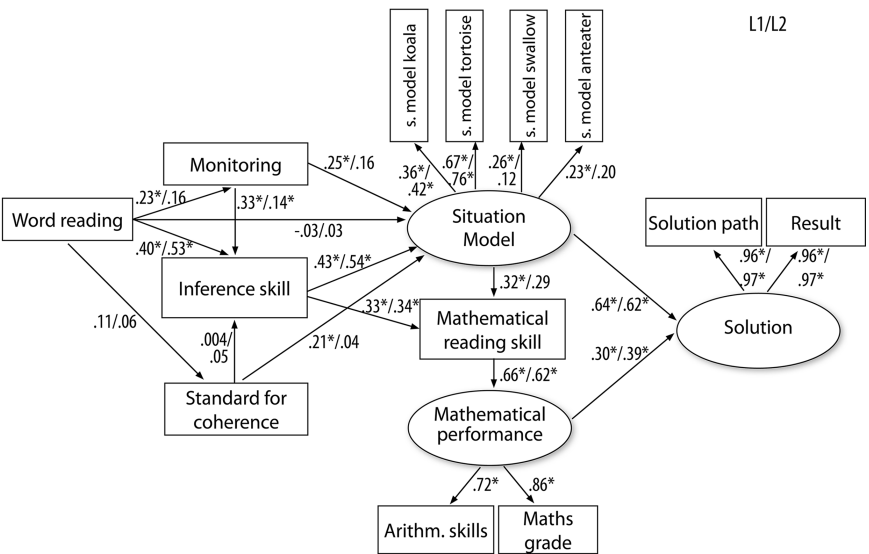 L1/L2
s. model koala
s. model tortoise
s. model swallow
s. model anteater
.36*/
.42*
.67*/
.76*
.26*/
.12
.23*/.20
Monitoring
.25*/.16
.23*/.16
.33*/.14*
Word reading
-.03/.03
Situation
Model
Solution path
Result
.40*/.53*
.43*/.54*
.96*/
.97*
.96*/
.97*
Inference skill
.32*/.29
.33*/.34*
.64*/.62*
Mathematical
reading skill
Solution
.11/.06
.004/
.05
.21*/.04
.30*/.39*
.66*/.62*
Standard for
coherence
Mathematical
performance
.72*
.86*
Arithm. skills
Maths
grade